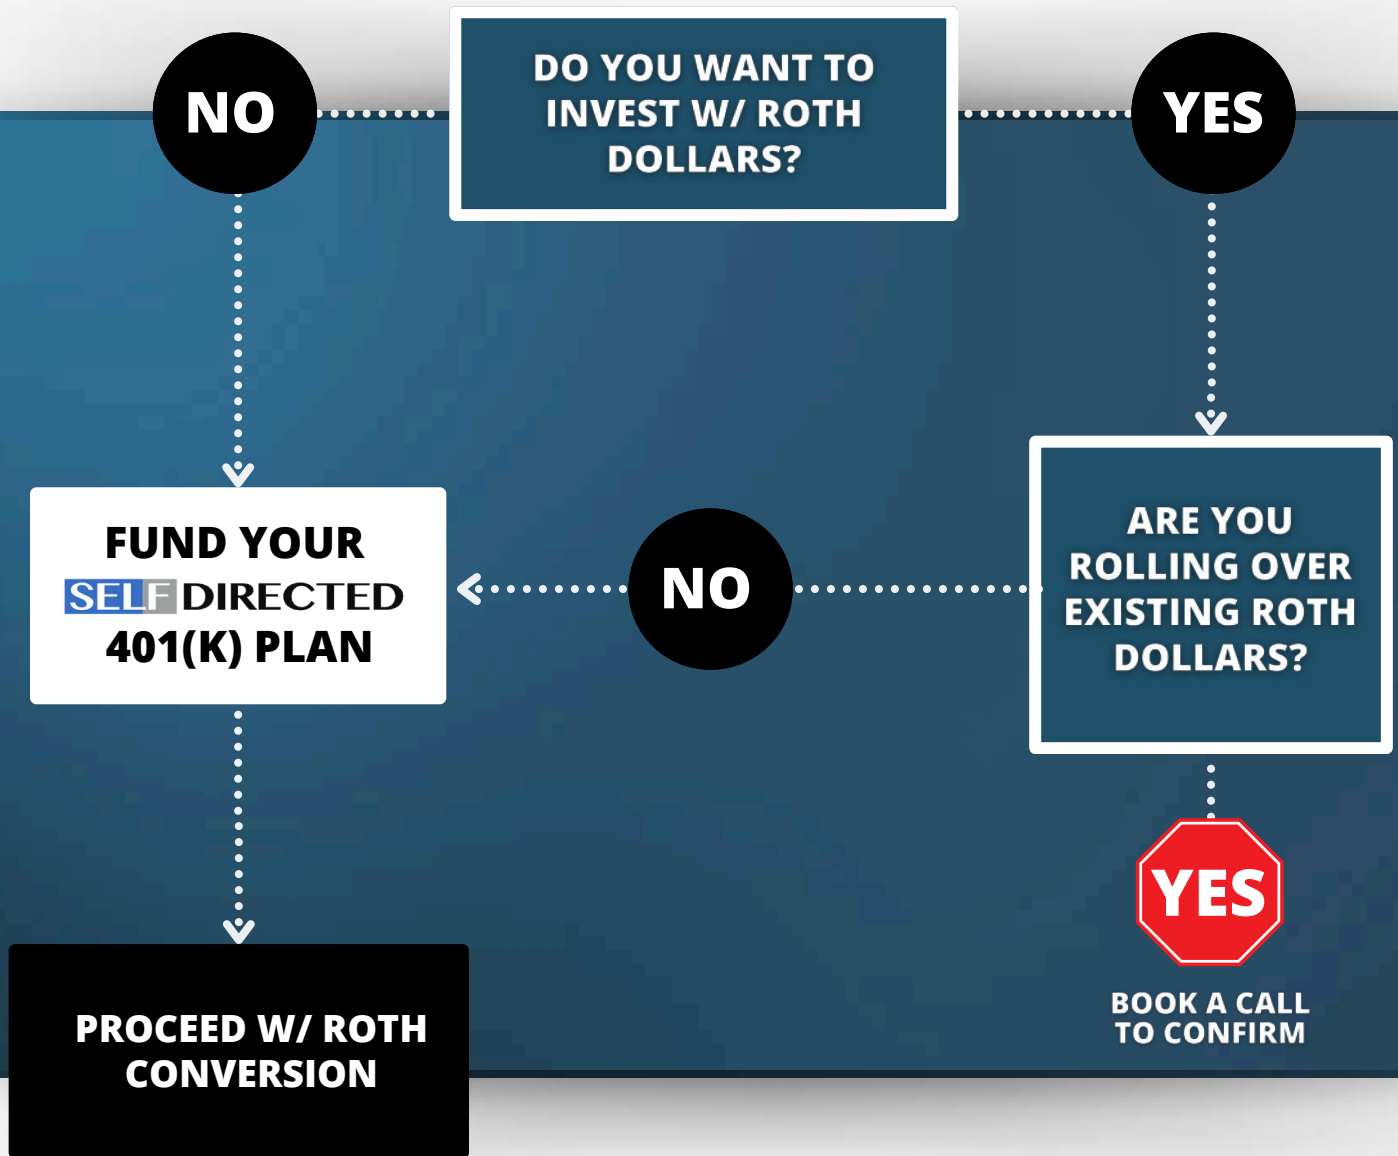 NO
DO YOU WANT TO
INVEST W/ ROTH
DOLLARS?
YES
FUND YOUR
SELF DIRECTED
401(K) PLAN
NO
ARE YOU
ROLLING OVER
EXISTING ROTH
DOLLARS?
YES
BOOK A CALL
TO CONFIRM
PROCEED W/ ROTH
CONVERSION